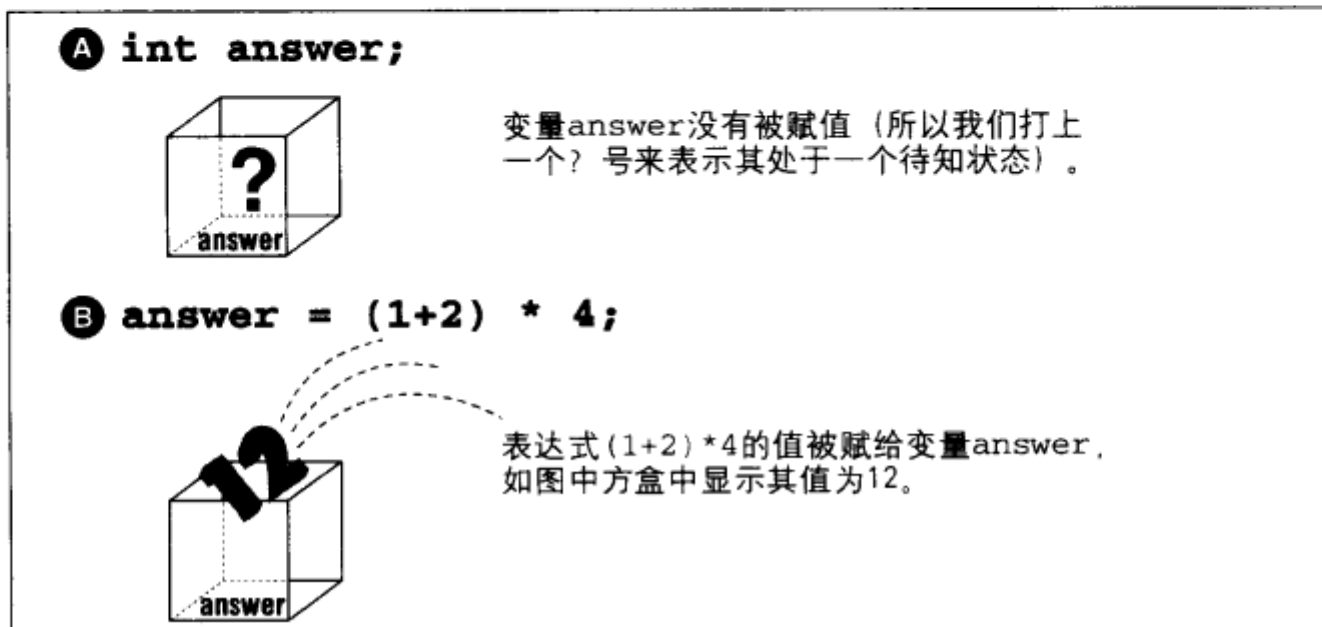 A int answer;
变量answer没有被赋值（所以我们打上
一个？号来表示其处于一个待知状态）。
?
answer
B answer = (1+2) * 4;
12
表达式(1+2)*4的值被赋给变量answer,
如图中方盒中显示其值为12。
answer